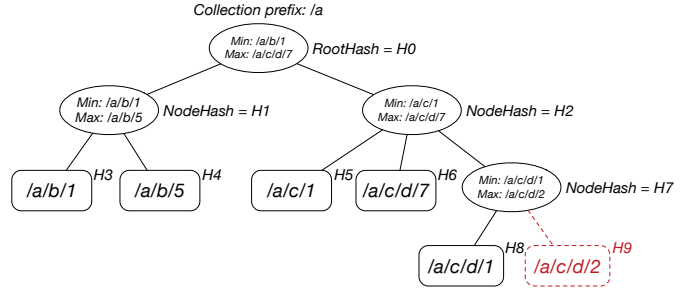 Collection prefix: /a
Min: /a/b/1
Max: /a/c/d/7
RootHash = H0
Min: /a/b/1
Max: /a/b/5
NodeHash = H1
Min: /a/c/1
Max: /a/c/d/7
NodeHash = H2
/a/b/1
H3
/a/b/5
H4
/a/c/1
H5
/a/c/d/7
H6
Min: /a/c/d/1
Max: /a/c/d/2
NodeHash = H7
/a/c/d/1
H8
/a/c/d/2
H9